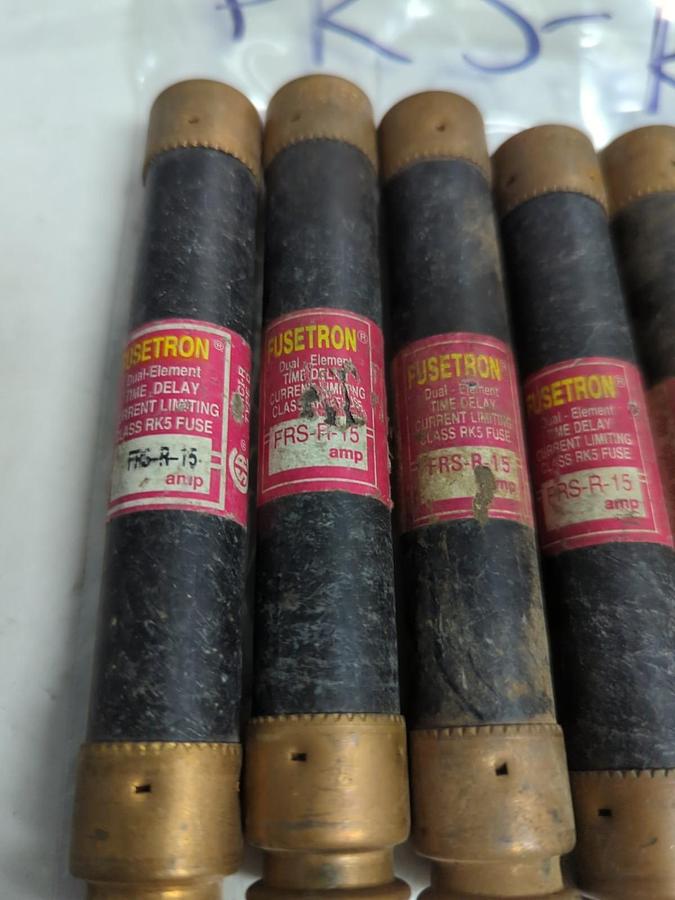 FRS-R
FUSETRON®
Dual-Element
TIME DELAY
CURRENT LIMITING
CLASS RK5 FUSE
FRS-R-15
amp
FUSETRON®
Dual-Element
TIME DELAY
CURRENT LIMITING
CLASS
FRS-R-15
amp
FUSETRON®
Dual-Element
TIME DELAY
CURRENT LIMITING
CLASS RK5 FUSE
FRS-R-15
amp
FUSETRON®
Dual-Element
TIME DELAY
CURRENT LIMITING
CLASS RK5 FUSE
FRS-R-15
amp